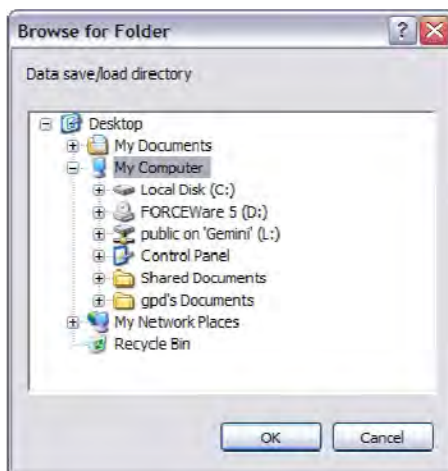 Browse for Folder
Data save/load directory
Desktop
My Documents
My Computer
Local Disk (C:)
FORCEWare 5 (D:)
public on 'Gemini' (L:)
Control Panel
Shared Documents
gpd's Documents
My Network Places
Recycle Bin
OK Cancel